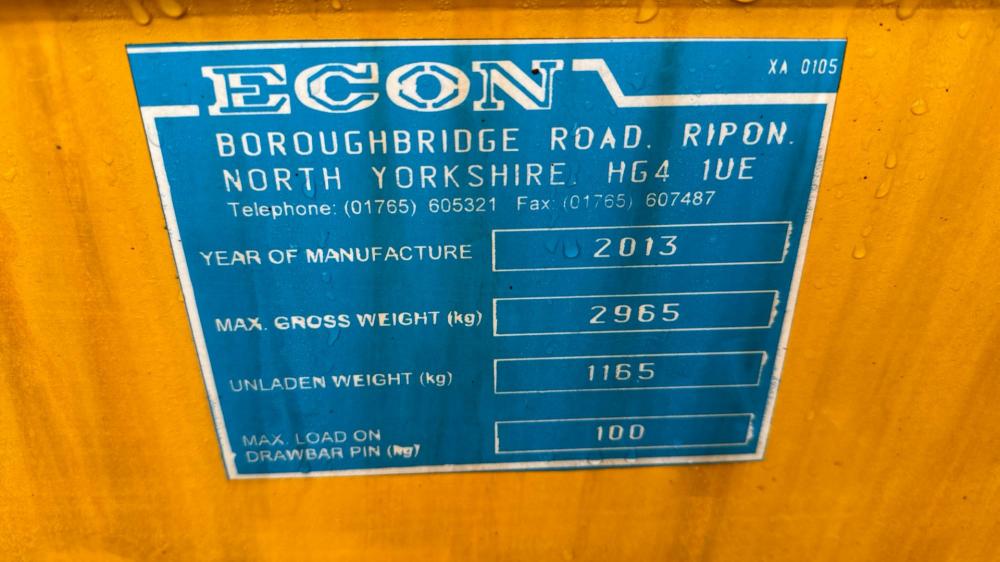 ECON
XA 0105
BOROUGHBRIDGE ROAD. RIPON.
NORTH YORKSHIRE. HG4 1UE
Telephone: (01765) 605321 Fax: (01765) 607487
YEAR OF MANUFACTURE 2013
MAX. GROSS WEIGHT (kg) 2965
UNLADEN WEIGHT (kg) 1165
MAX. LOAD ON
DRAWBAR PIN (kg) 100